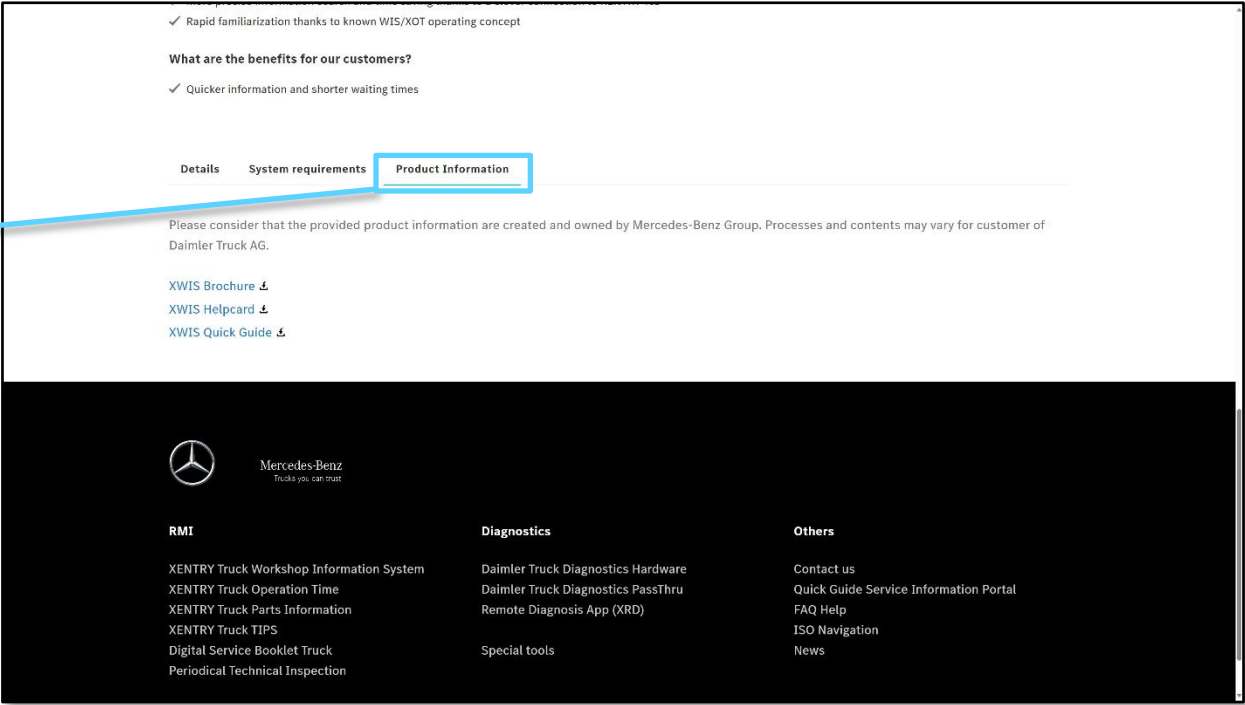 Rapid familiarization thanks to known WIS/XOT operating concept
What are the benefits for our customers?
Quicker information and shorter waiting times
Details System requirements Product Information
Please consider that the provided product information are created and owned by Mercedes-Benz Group. Processes and contents may vary for customer of
Daimler Truck AG.
XWIS Brochure
XWIS Helpcard
XWIS Quick Guide
Mercedes-Benz
Trucks you can trust
RMI
XENTRY Truck Workshop Information System
XENTRY Truck Operation Time
XENTRY Truck Parts Information
XENTRY Truck TIPS
Digital Service Booklet Truck
Periodical Technical Inspection
Diagnostics
Daimler Truck Diagnostics Hardware
Daimler Truck Diagnostics PassThru
Remote Diagnosis App (XRD)
Special tools
Others
Contact us
Quick Guide Service Information Portal
FAQ Help
ISO Navigation
News